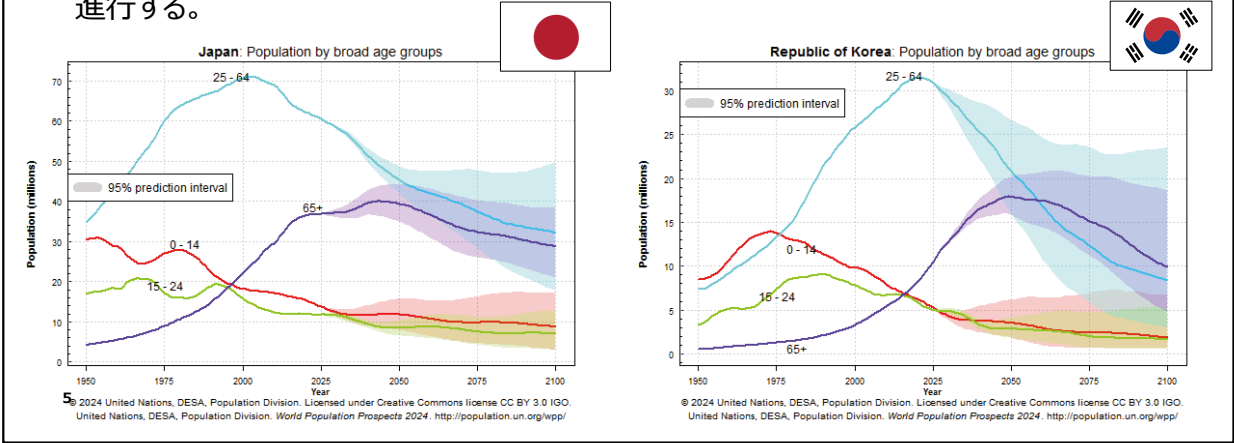 進行する。
Japan: Population by broad age groups
25 - 64
95% prediction interval
65+
0 - 14
15 - 24
Population (millions)
70
60
50
40
30
20
10
0
1950 1975 2000 2025 2050 2075 2100
Year
5
© 2024 United Nations, DESA, Population Division. Licensed under Creative Commons license CC BY 3.0 IGO.
United Nations, DESA, Population Division. World Population Prospects 2024. http://population.un.org/wpp/
Republic of Korea: Population by broad age groups
25 - 64
95% prediction interval
0 - 14
15 - 24
65+
Population (millions)
30
25
20
15
10
5
0
1950 1975 2000 2025 2050 2075 2100
Year
© 2024 United Nations, DESA, Population Division. Licensed under Creative Commons license CC BY 3.0 IGO.
United Nations, DESA, Population Division. World Population Prospects 2024. http://population.un.org/wpp/